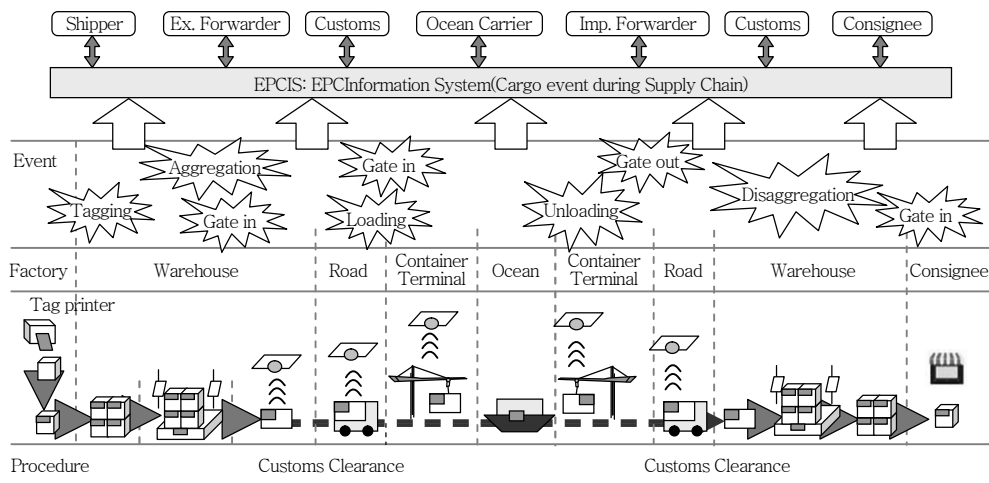 Shipper
Ex. Forwarder
Customs
Ocean Carrier
Imp. Forwarder
Customs
Consignee
EPCIS: EPCInformation System(Cargo event during Supply Chain)
Event
Tagging
Aggregation
Gate in
Gate in
Loading
Unloading
Gate out
Disaggregation
Gate in
Factory
Warehouse
Road
Container
Terminal
Ocean
Container
Terminal
Road
Warehouse
Consignee
Tag printer
Procedure
Customs Clearance
Customs Clearance